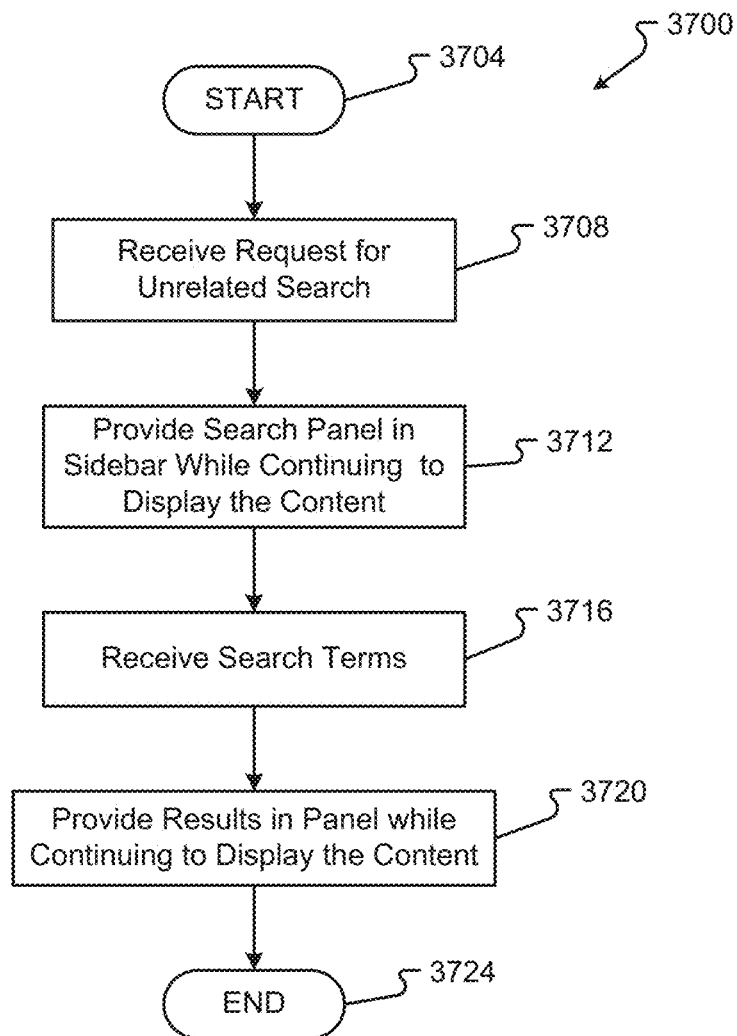 3700
3704
START
3708
Receive Request for
Unrelated Search
3712
Provide Search Panel in
Sidebar While Continuing to
Display the Content
3716
Receive Search Terms
3720
Provide Results in Panel while
Continuing to Display the Content
3724
END